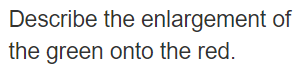 Describe the enlargement of
the green onto the red.